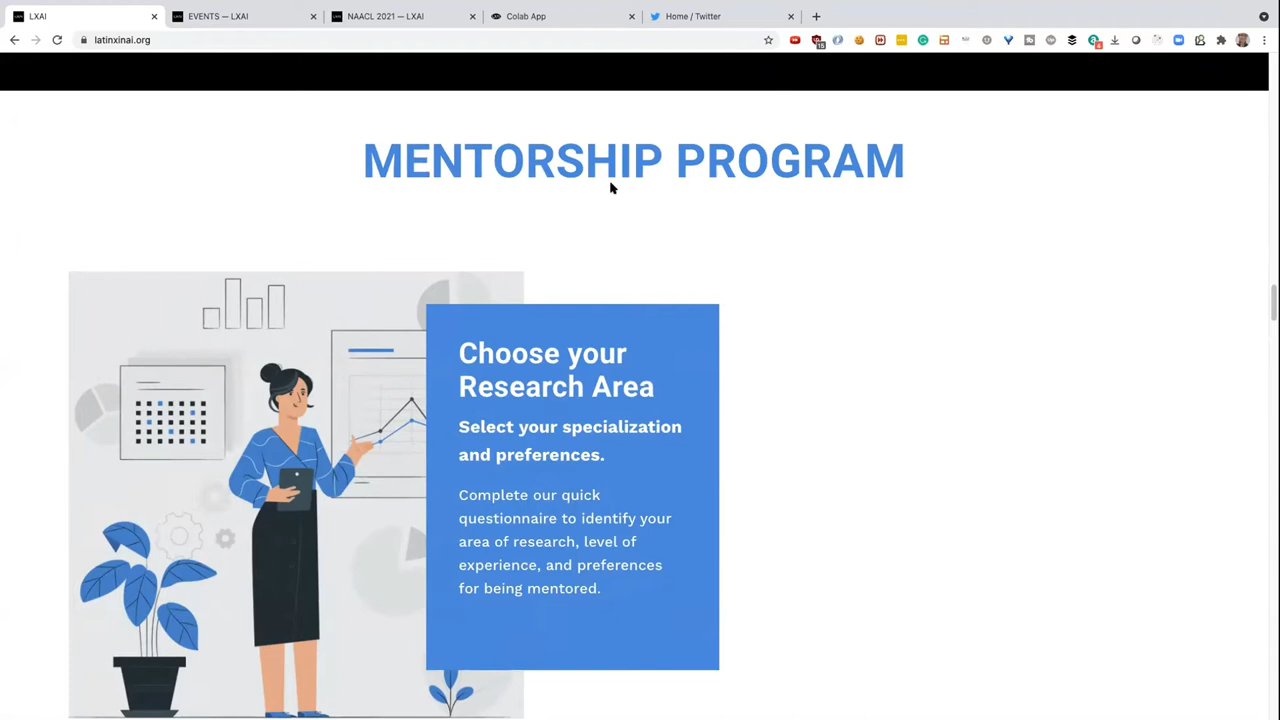 LXAI
EVENTS — LXAI
NAACL 2021 — LXAI
Colab App
Home / Twitter
latinxinai.org
MENTORSHIP PROGRAM
Choose your
Research Area
Select your specialization
and preferences.
Complete our quick
questionnaire to identify your
area of research, level of
experience, and preferences
for being mentored.